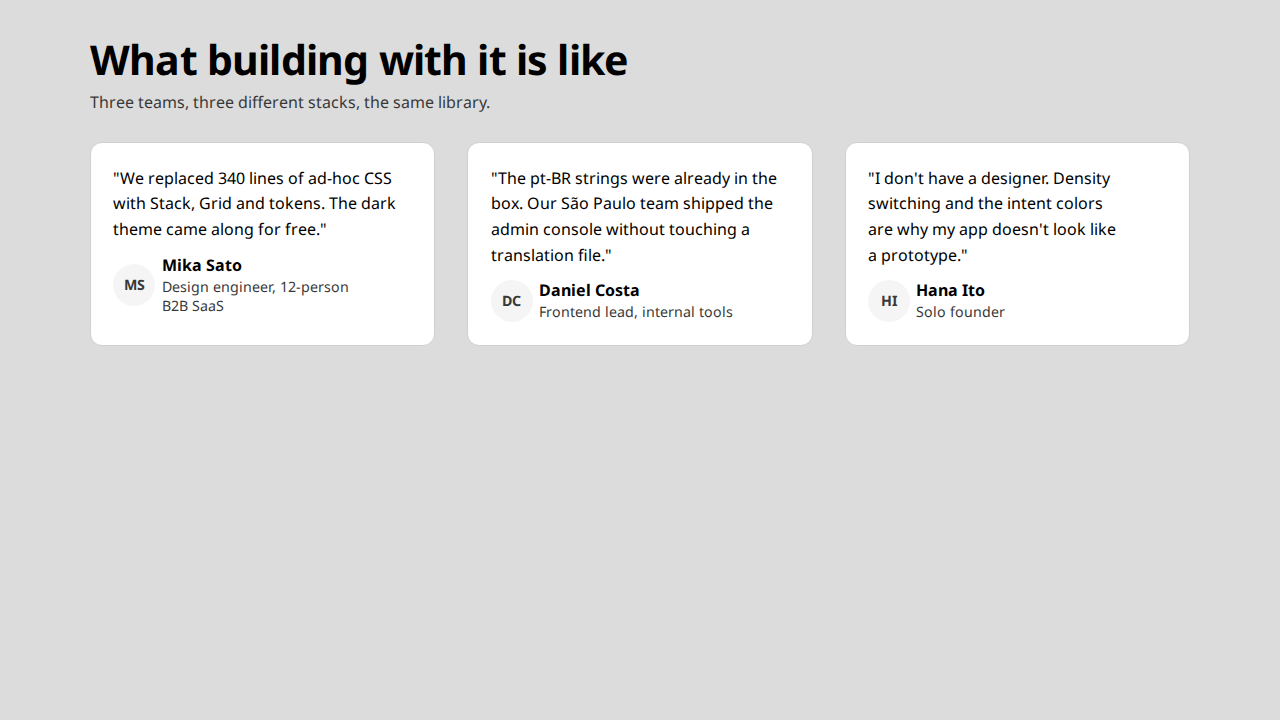 What building with it is like
Three teams, three different stacks, the same library.
"We replaced 340 lines of ad-hoc CSS
with Stack, Grid and tokens. The dark
theme came along for free."
MS
Mika Sato
Design engineer, 12-person
B2B SaaS
"The pt-BR strings were already in the
box. Our São Paulo team shipped the
admin console without touching a
translation file."
DC
Daniel Costa
Frontend lead, internal tools
"I don't have a designer. Density
switching and the intent colors
are why my app doesn't look like
a prototype."
HI
Hana Ito
Solo founder